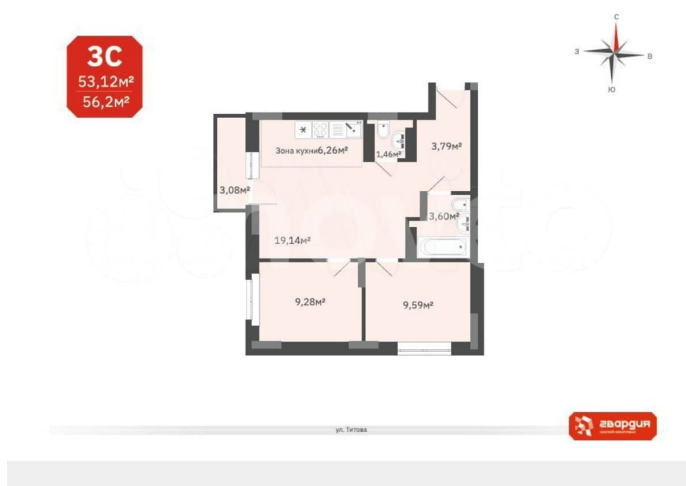 3С
53,12м²
56,2м²
С
З
В
Ю
Зона кухни6,26м²
1,46м²
3,79м²
3,08м²
3,60м²
19,14м²
9,28м²
9,59м²
ул. Титова
гвардия